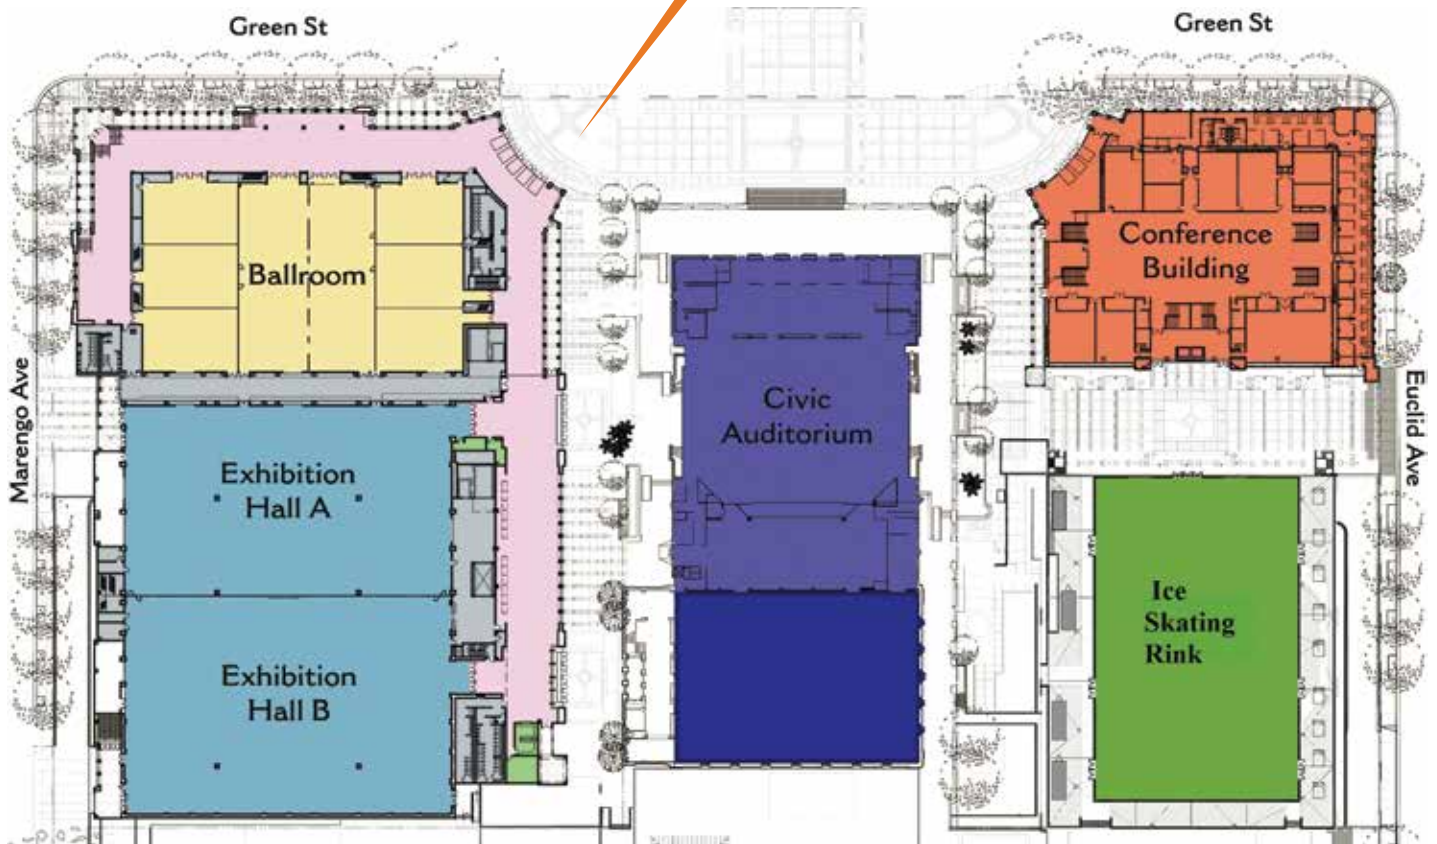 Green St
Green St
Ballroom
Conference
Building
Marengo Ave
Civic
Auditorium
Euclid Ave
Exhibition
Hall A
Ice
Skating
Rink
Exhibition
Hall B